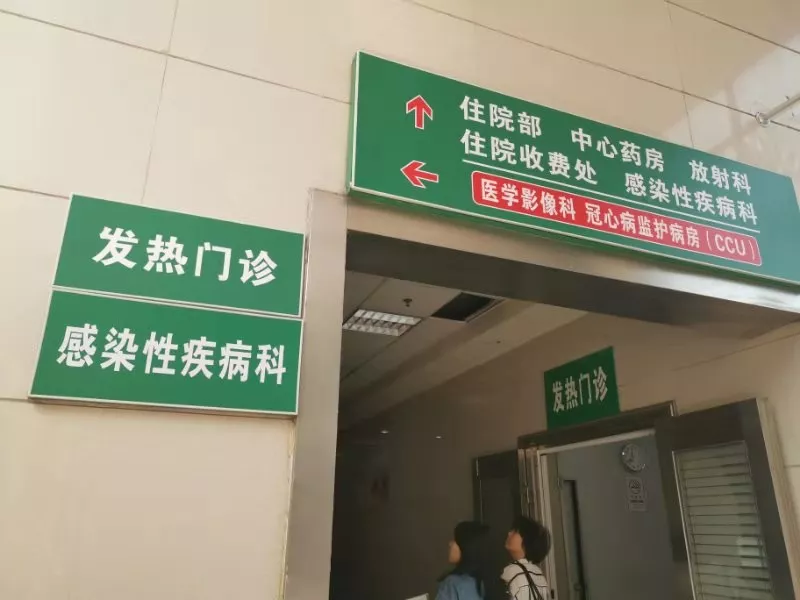 住院部 中心药房 放射科
住院收费处 感染性疾病科
医学影像科 冠心病监护病房(CCU)
发热门诊
感染性疾病科
发热门诊